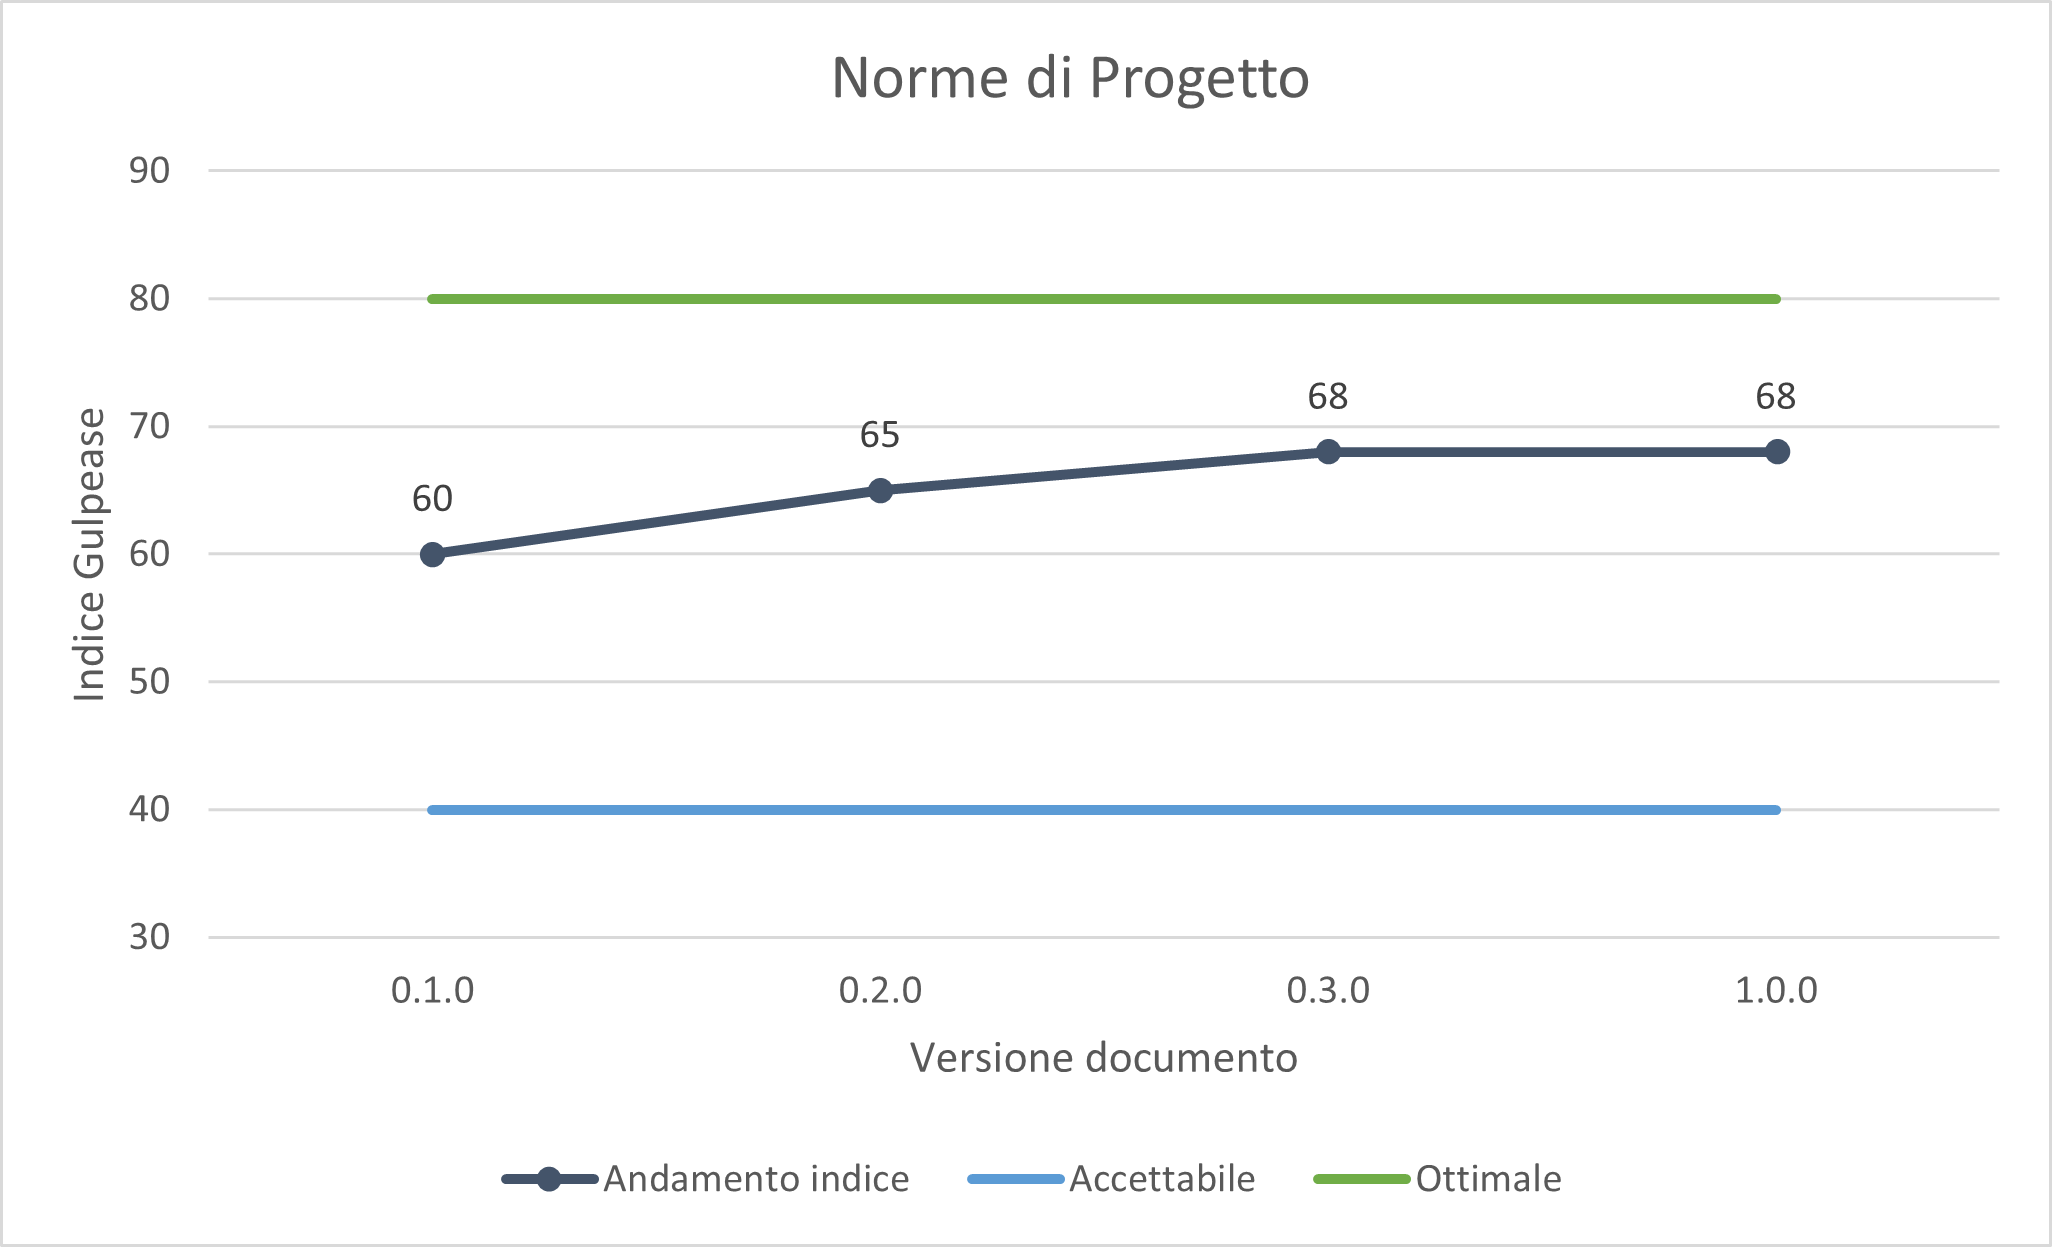 Norme di Progetto
90
80
70
60
50
40
30
Indice Gulpease
60
65
68
68
0.1.0
0.2.0
0.3.0
1.0.0
Versione documento
Andamento indice
Accettabile
Ottimale